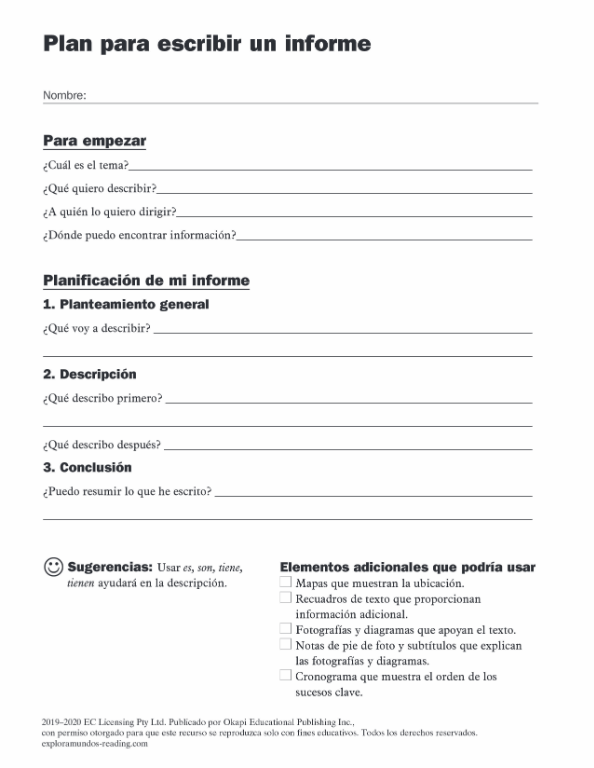 Plan para escribir un informe
Nombre:
Para empezar
¿Cuál es el tema?
¿Qué quiero describir?
¿A quién lo quiero dirigir?
¿Dónde puedo encontrar información?
Planificación de mi informe
1. Planteamiento general
¿Qué voy a describir?
2. Descripción
¿Qué describo primero?
¿Qué describo después?
3. Conclusión
¿Puedo resumir lo que he escrito?
Sugerencias: Usar es, son, tiene,
tienen ayudará en la descripción.
Elementos adicionales que podría usar
Mapas que muestran la ubicación.
Recuadros de texto que proporcionan
información adicional.
Fotografías y diagramas que apoyan el texto.
Notas de pie de foto y subtítulos que explican
las fotografías y diagramas.
Cronograma que muestra el orden de los
sucesos clave.
2019–2020 EC Licensing Pty Ltd. Publicado por Okapi Educational Publishing Inc.,
con permiso otorgado para que este recurso se reproduzca solo con fines educativos. Todos los derechos reservados.
exploramundos-reading.com